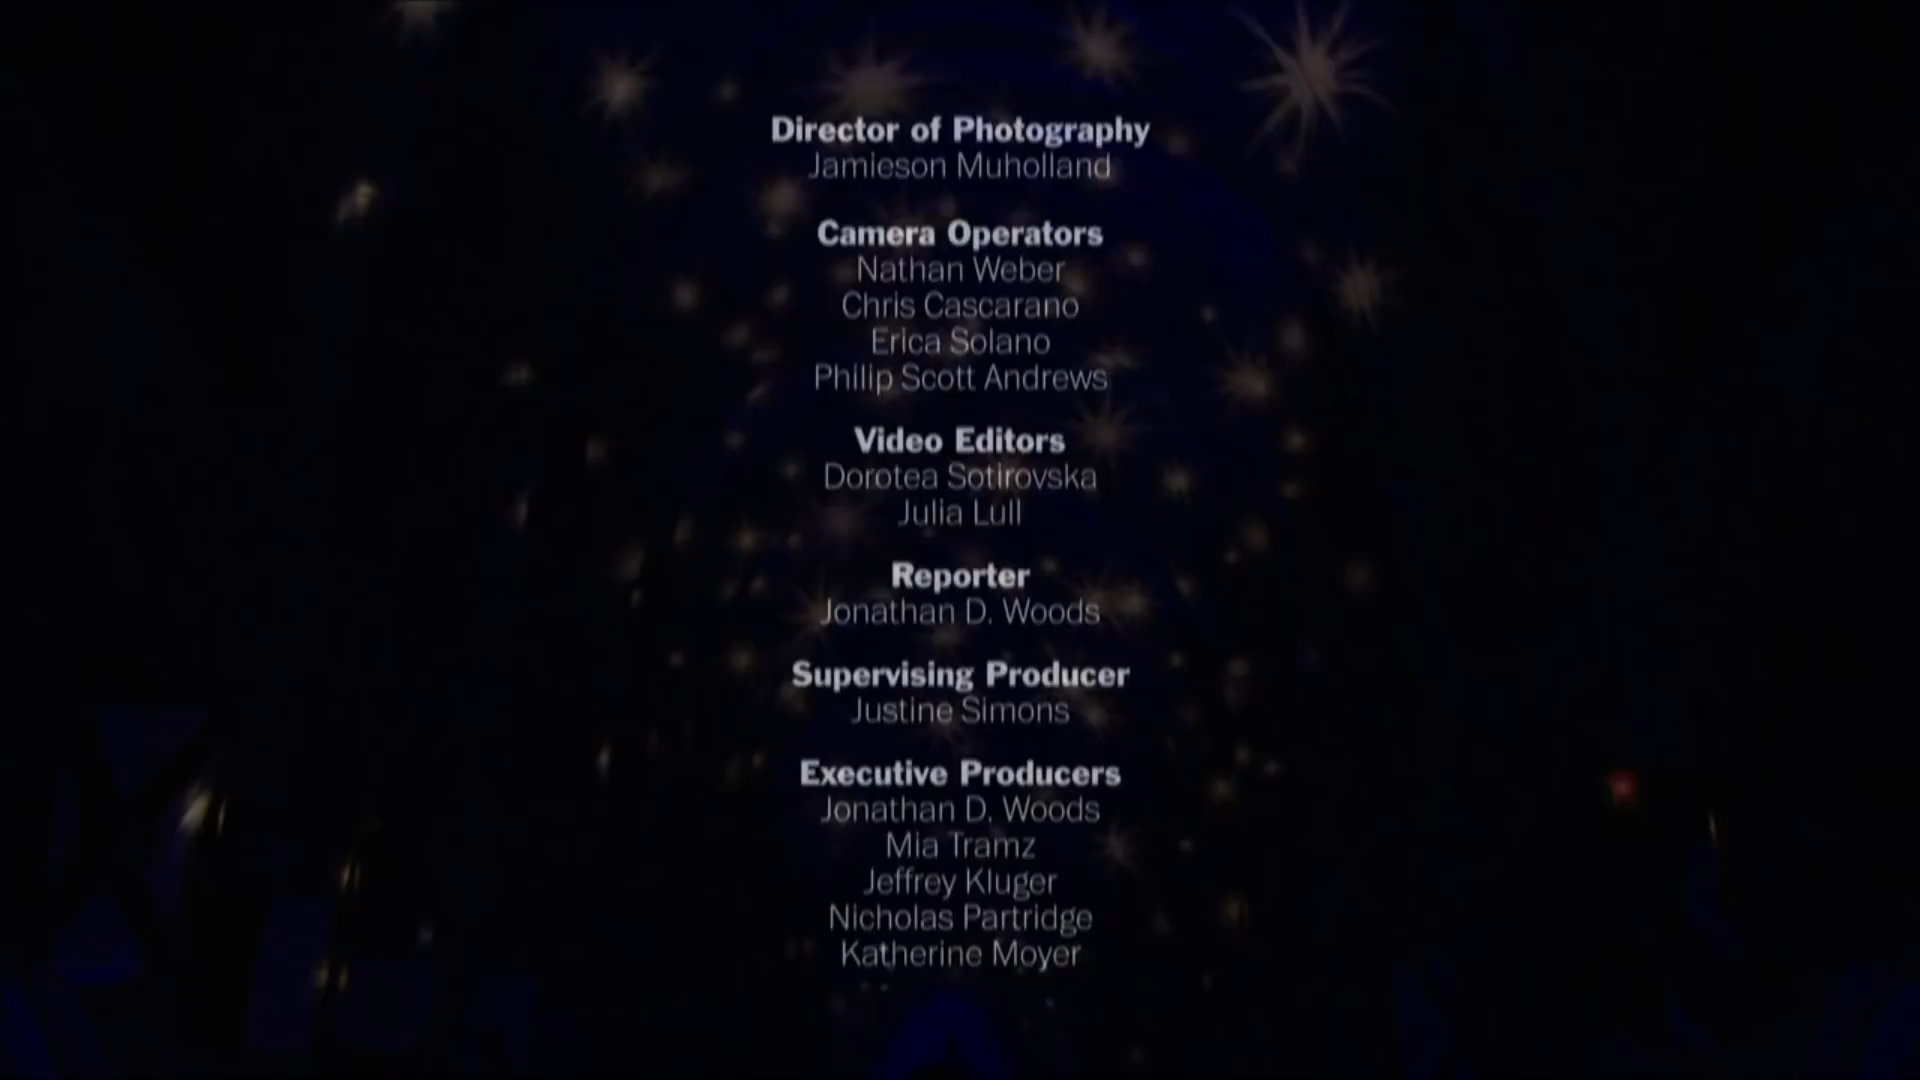 Director of Photography
Jamieson Muholland
Camera Operators
Nathan Weber
Chris Cascarano
Erica Solano
Philip Scott Andrews
Video Editors
Dorotea Sotirovska
Julia Lull
Reporter
Jonathan D. Woods
Supervising Producer
Justine Simons
Executive Producers
Jonathan D. Woods
Mia Tramz
Jeffrey Kluger
Nicholas Partridge
Katherine Moyer